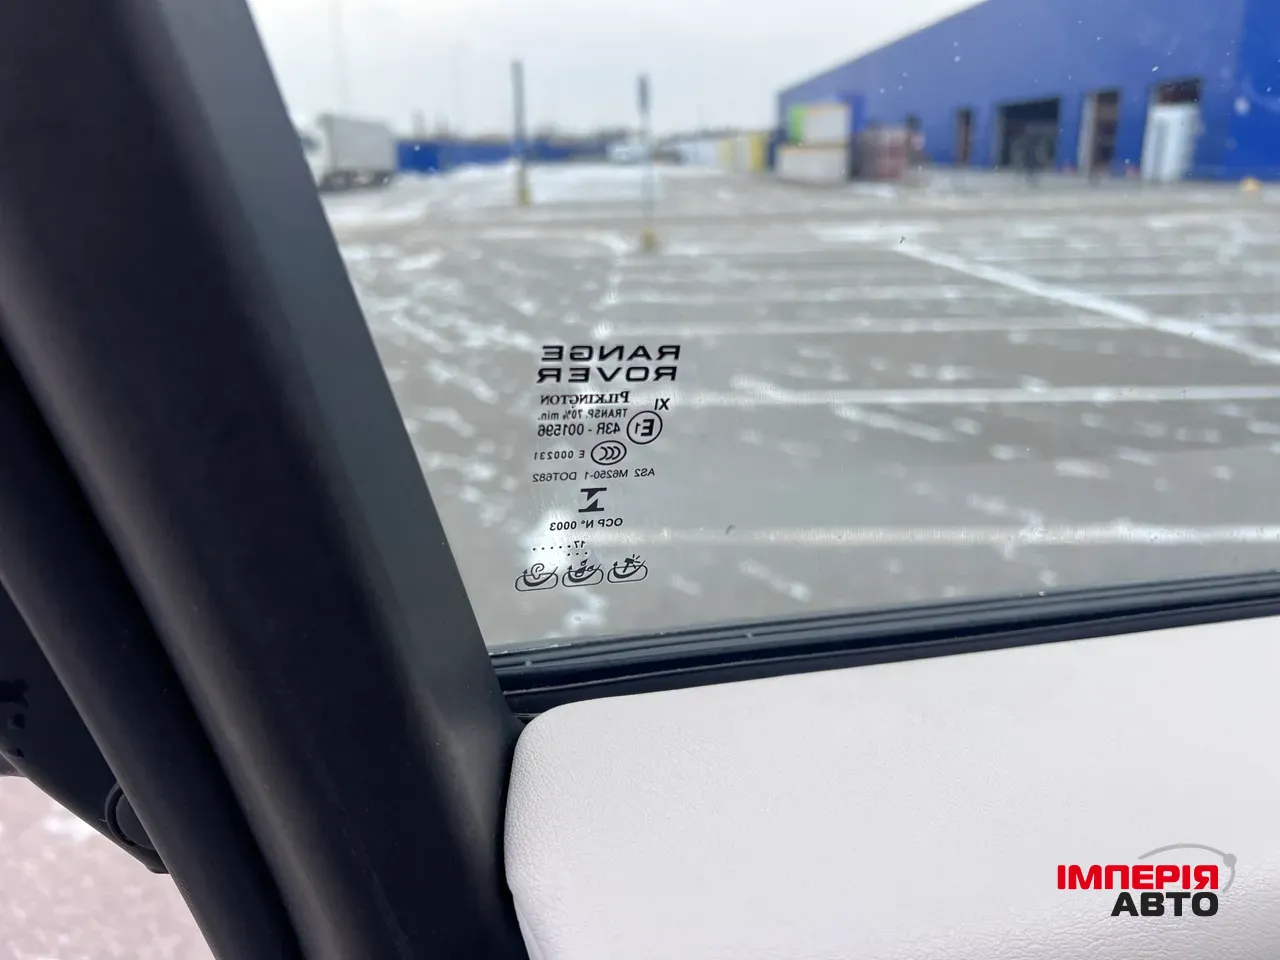 RANGE
ROVER
PILKINGTON
XI
TRANSP. 70% min.
E1
43R - 001596
CCC
E 000231
AS2 M6250-1 DOT682
OCP N° 0003
17
ІМПЕРІЯ
АВТО